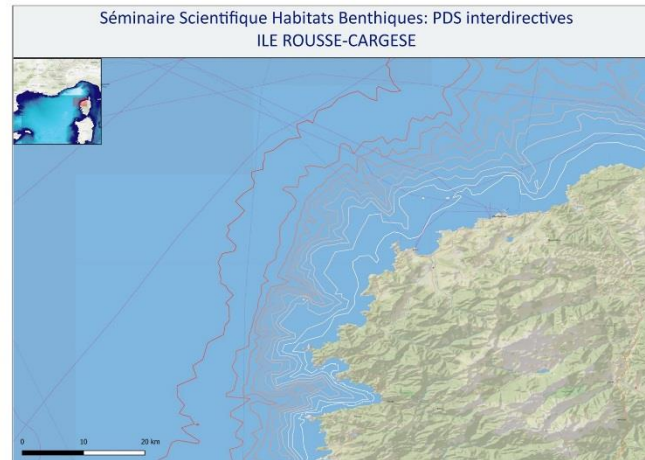 Séminaire Scientifique Habitats Benthiques: PDS interdirectives
ILE ROUSSE-CARGESE
0 10 20 km